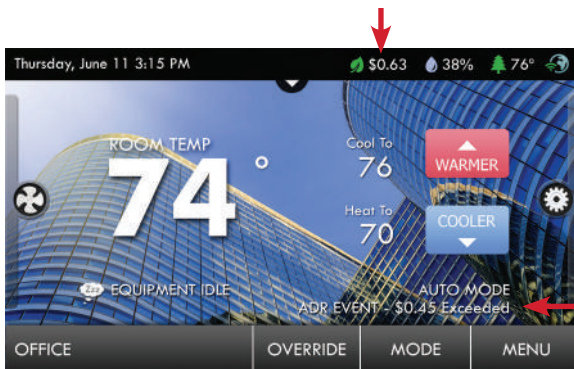 Thursday, June 11 3:15 PM $0.63 38% 76°
ROOM TEMP
74°
Cool To
76
WARMER
Heat To
70
COOLER
Zzz
EQUIPMENT IDLE
AUTO MODE
ADR EVENT - $0.45 Exceeded
OFFICE OVERRIDE MODE MENU